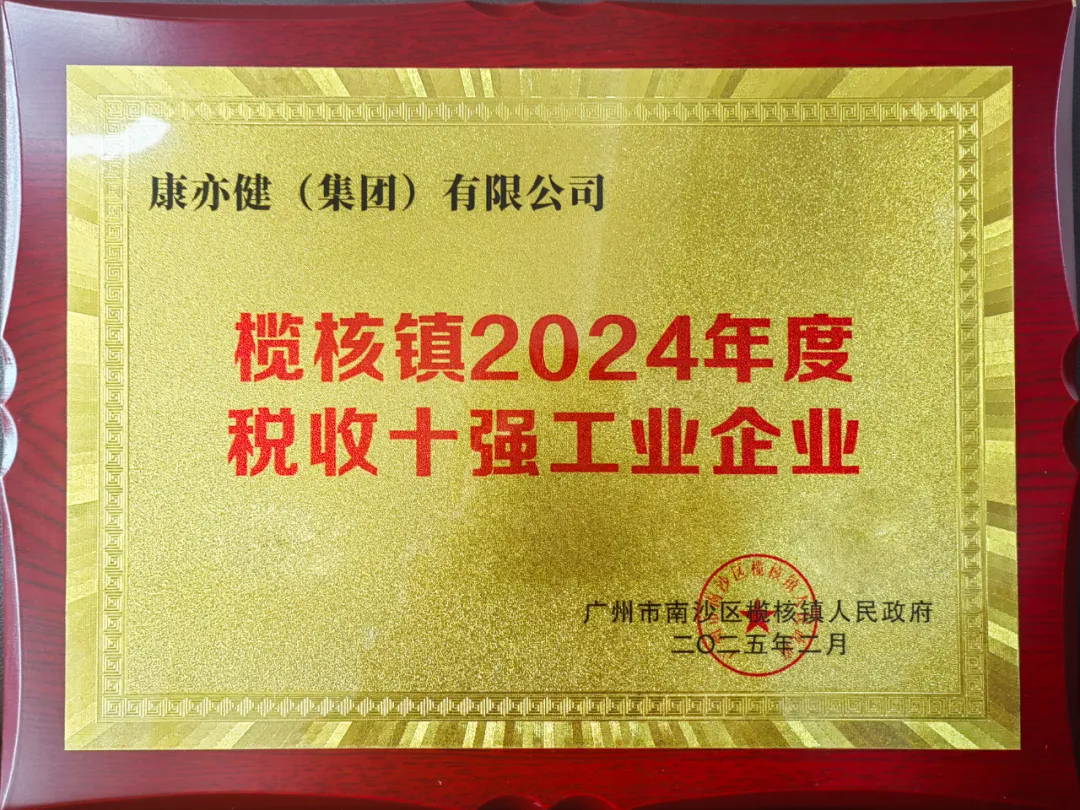 康亦健（集团）有限公司
榄核镇2024年度
税收十强工业企业
广州市南沙区榄核镇人民政府
二〇二五年二月